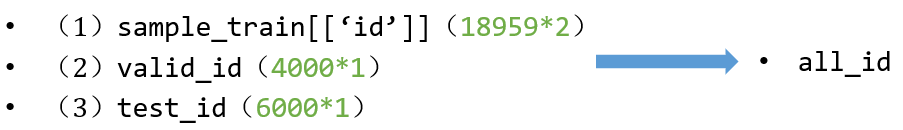 • （1）sample_train[[‘id’]]（18959*2）
• （2）valid_id（4000*1）
• all_id
• （3）test_id（6000*1）